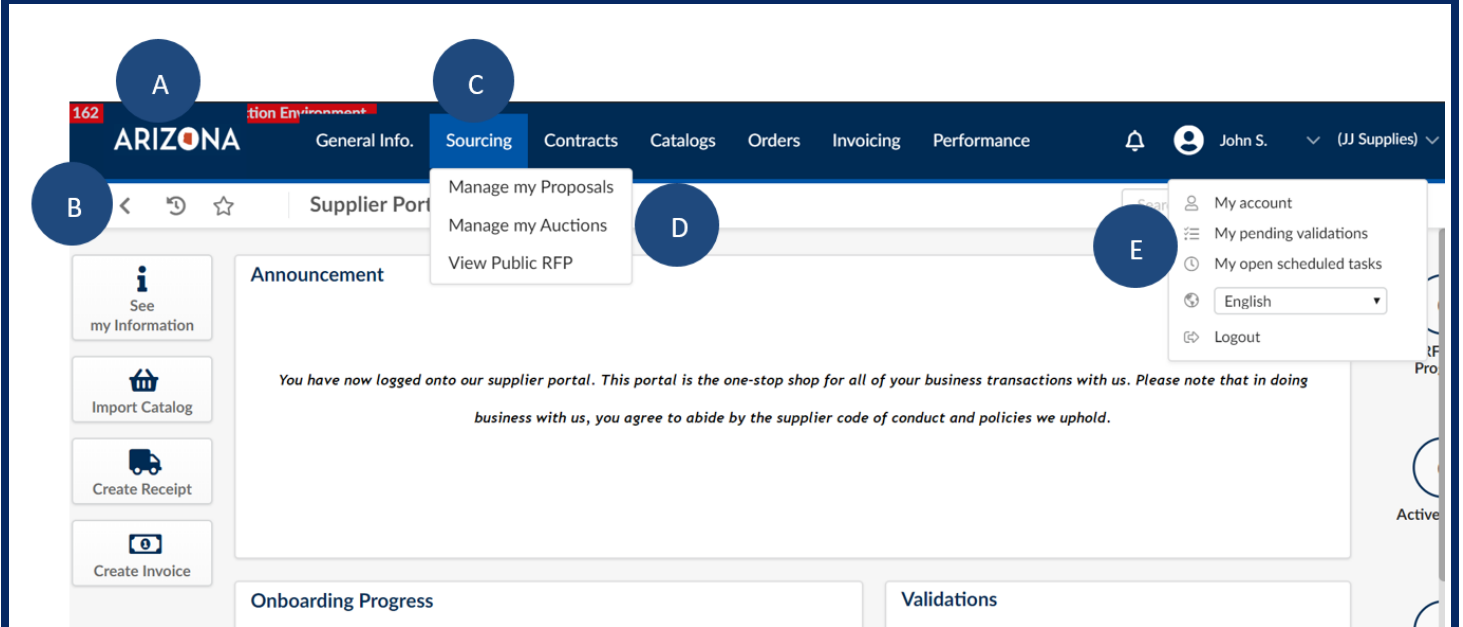 A
C
162
tion Environment
ARIZONA
General Info.
Sourcing
Contracts
Catalogs
Orders
Invoicing
Performance
John S.
(JJ Supplies)
B
Supplier Port
Manage my Proposals
Manage my Auctions
View Public RFP
D
Sear
E
My account
My pending validations
My open scheduled tasks
English
Logout
See
my Information
Import Catalog
Create Receipt
Create Invoice
Announcement
You have now logged onto our supplier portal. This portal is the one-stop shop for all of your business transactions with us. Please note that in doing
business with us, you agree to abide by the supplier code of conduct and policies we uphold.
RF
Pro
Active
Onboarding Progress
Validations